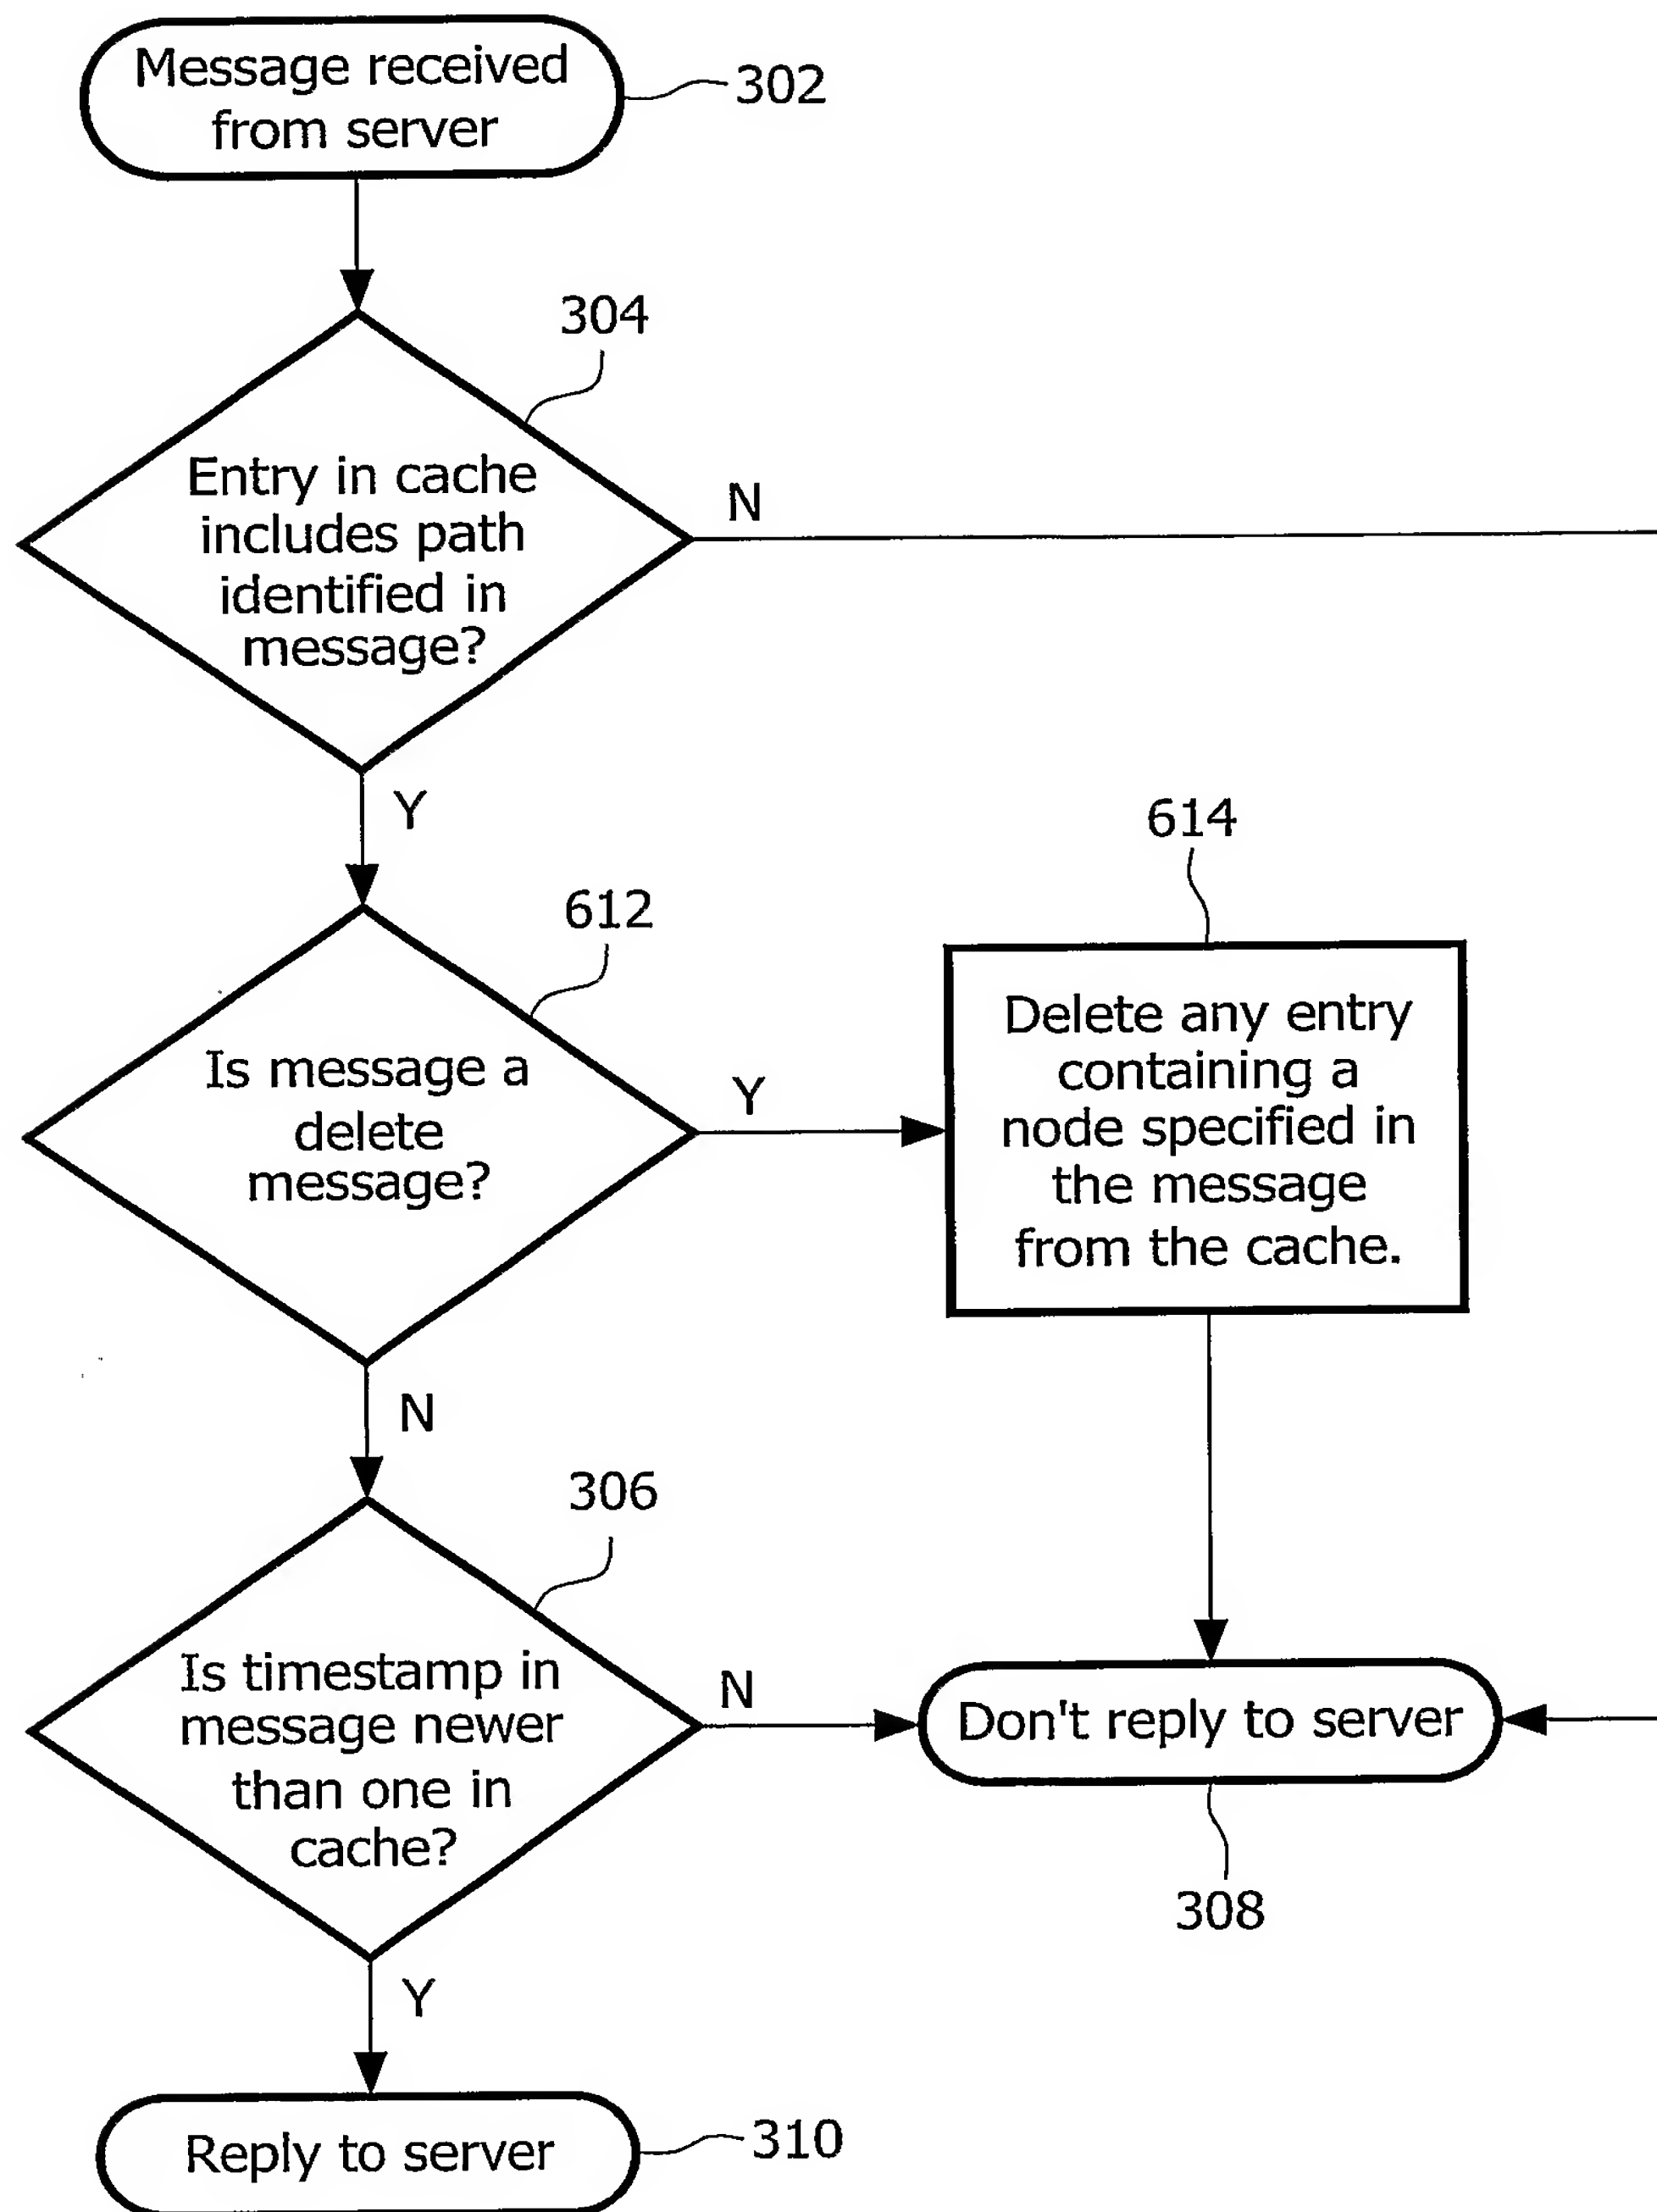 Message received
from server
302
304
Entry in cache
includes path
identified in
message?
N
Y
612
614
Is message a
delete
message?
Y
Delete any entry
containing a
node specified in
the message
from the cache.
N
306
Is timestamp in
message newer
than one in
cache?
N
Don't reply to server
308
Y
Reply to server
310